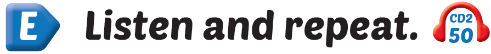 E Listen and repeat. CD2 50